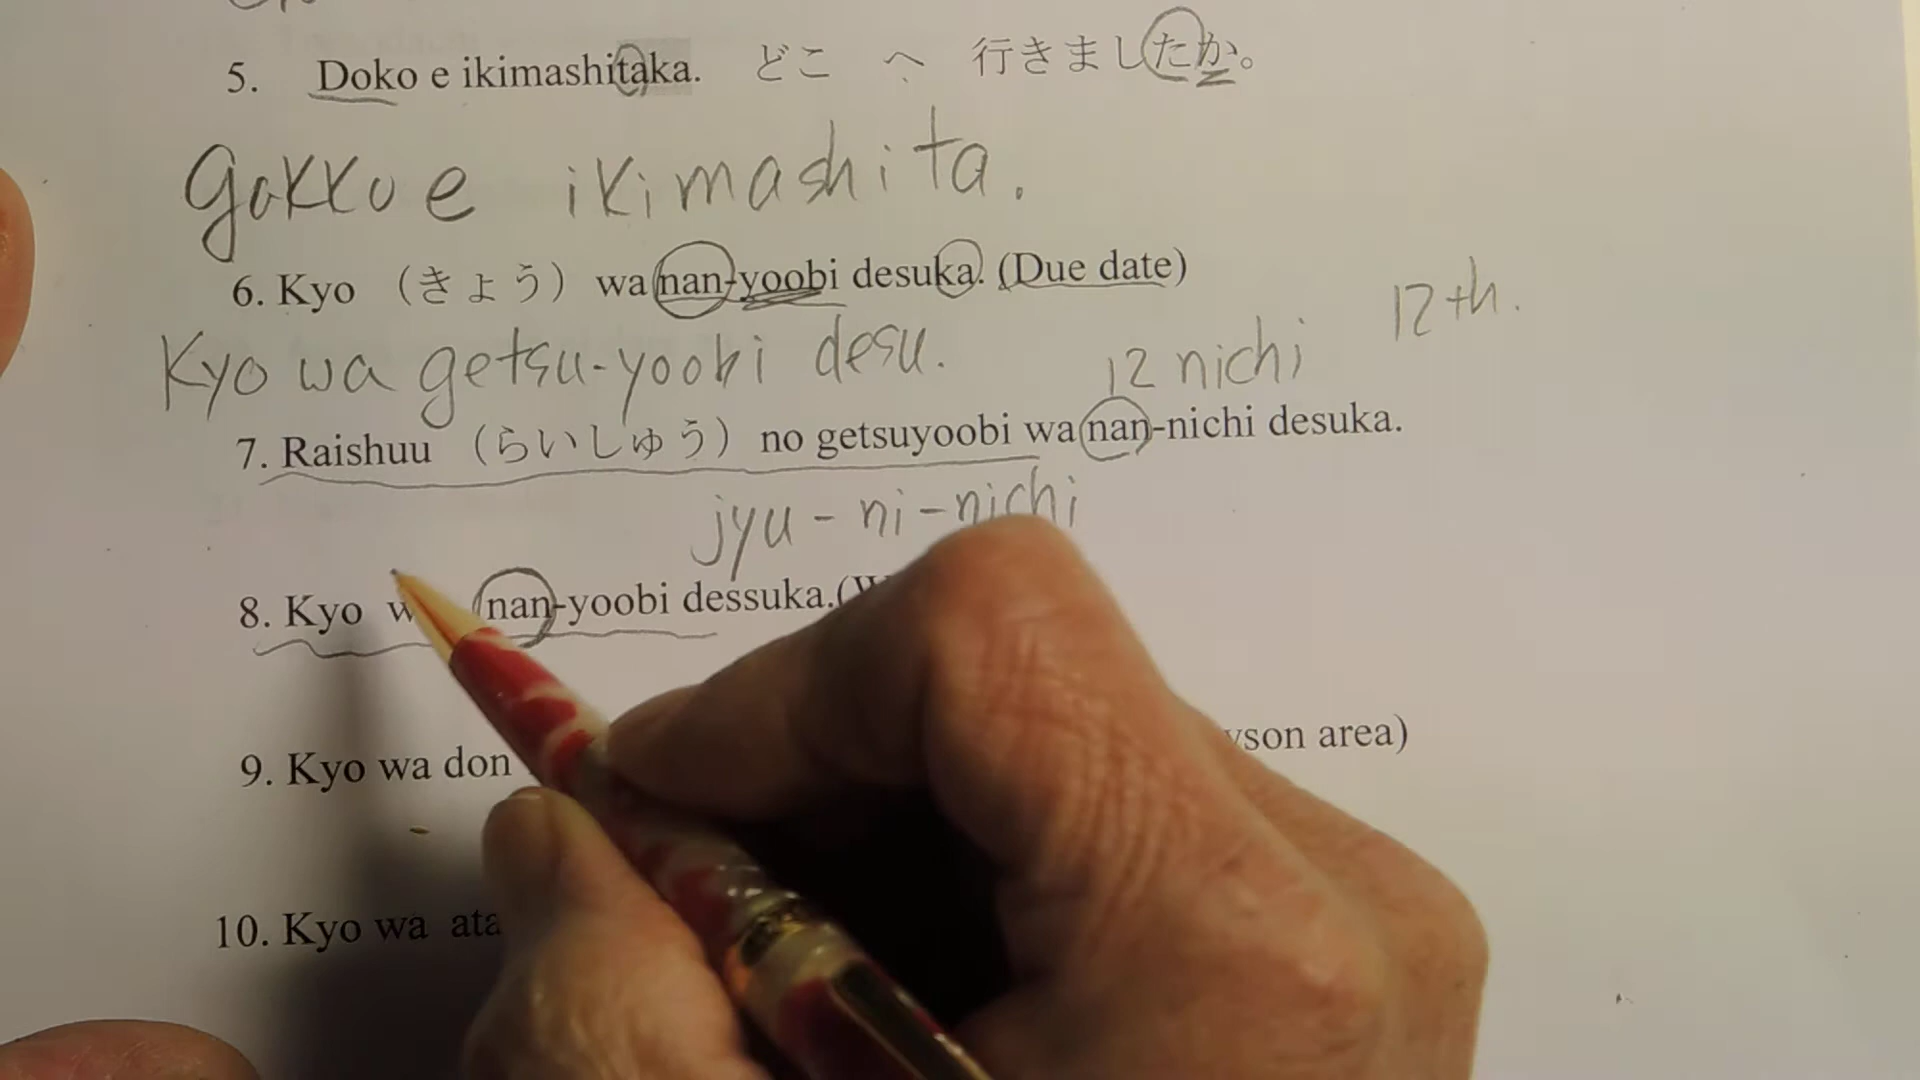 5. Doko e ikimashitaka. どこ へ 行きましたか。
gakko e ikimashita.
6. Kyo （きょう） wa nan-yoobi desuka. (Due date)
12th.
Kyo wa getsu-yoobi desu.
12 nichi
7. Raishuu （らいしゅう） no getsuyoobi wa nan-nichi desuka.
jyu-ni-nichi
8. Kyo nan-yoobi dessuka.
9. Kyo wa don area)
10. Kyo wa